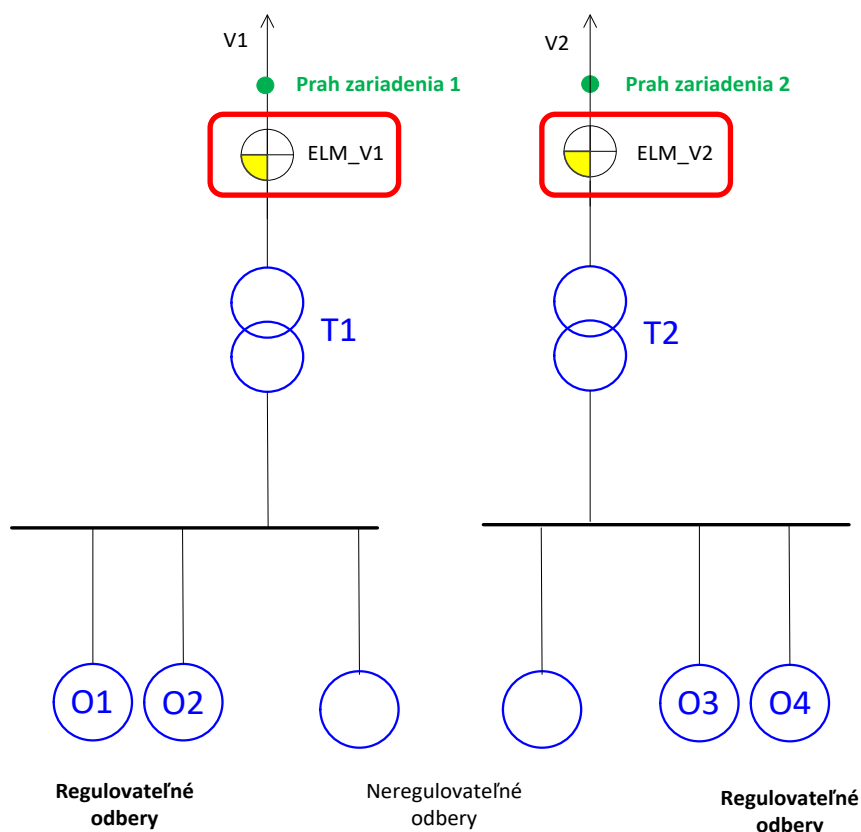 V1
V2
Prah zariadenia 1
Prah zariadenia 2
ELM_V1
ELM_V2
T1
T2
O1
O2
O3
O4
Regulovateľné
odbery
Neregulovateľné
odbery
Regulovateľné
odbery